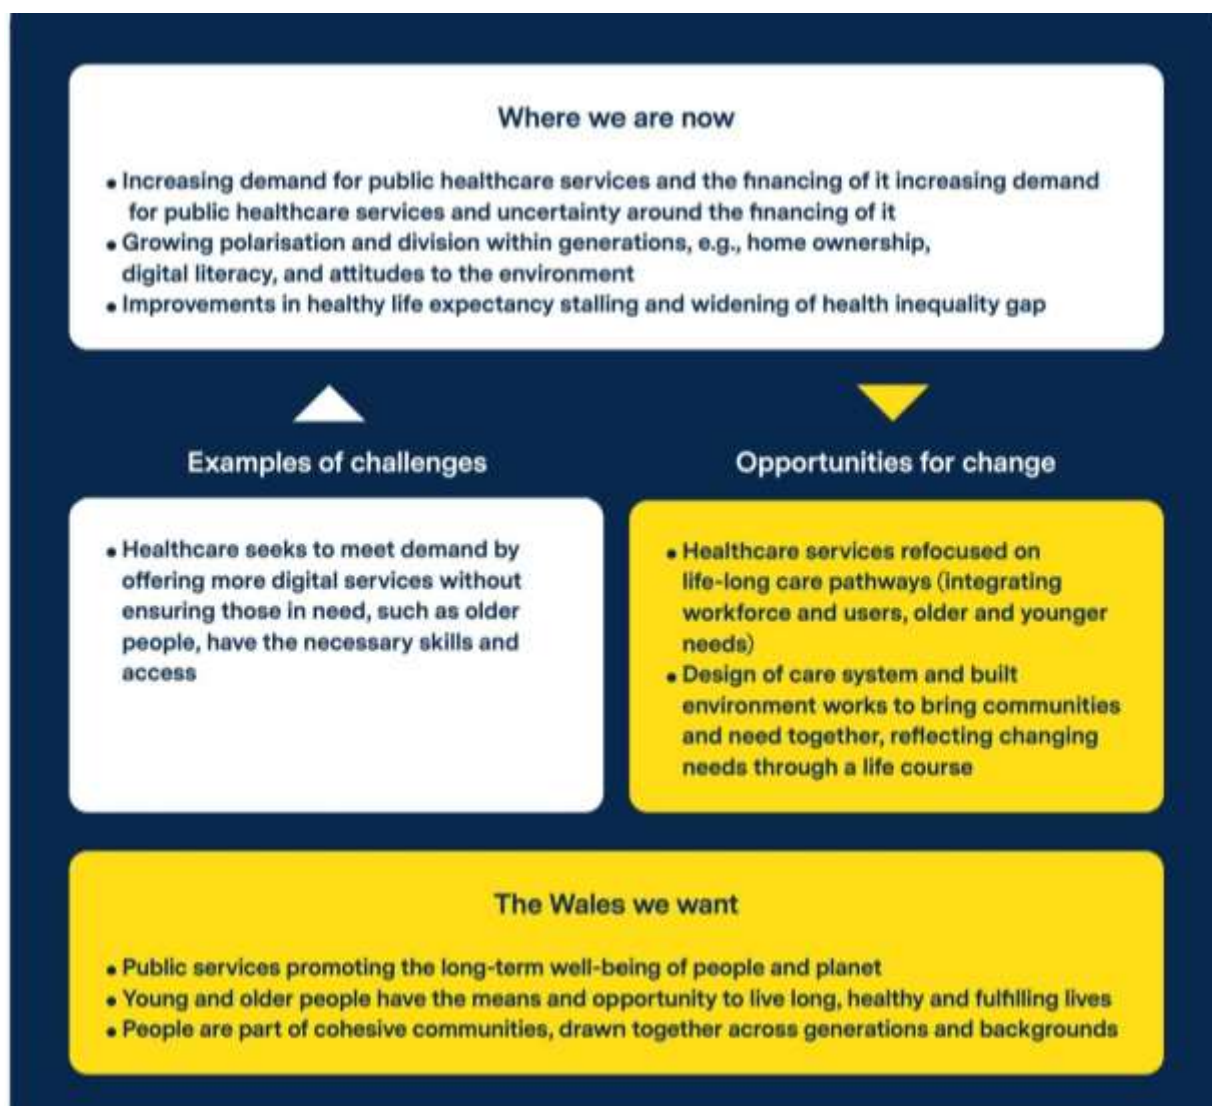 Where we are now
• Increasing demand for public healthcare services and the financing of it increasing demand
for public healthcare services and uncertainty around the financing of it
• Growing polarisation and division within generations, e.g., home ownership,
digital literacy, and attitudes to the environment
• Improvements in healthy life expectancy stalling and widening of health inequality gap
Examples of challenges
• Healthcare seeks to meet demand by
offering more digital services without
ensuring those in need, such as older
people, have the necessary skills and
access
Opportunities for change
• Healthcare services refocused on
life-long care pathways (integrating
workforce and users, older and younger
needs)
• Design of care system and built
environment works to bring communities
and need together, reflecting changing
needs through a life course
The Wales we want
• Public services promoting the long-term well-being of people and planet
• Young and older people have the means and opportunity to live long, healthy and fulfilling lives
• People are part of cohesive communities, drawn together across generations and backgrounds